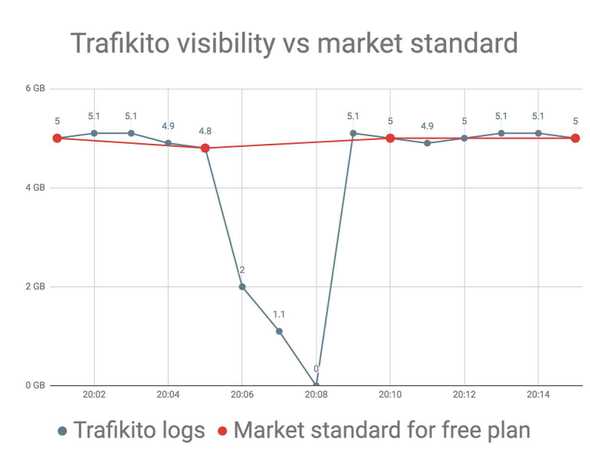 Trafikito visibility vs market standard
6 GB
5 5.1 5.1 4.9 4.8 5.1 5 4.9 5 5.1 5.1 5
4 GB
2 GB
2
1.1
0
0 GB
20:02 20:04 20:06 20:08 20:10 20:12 20:14
Trafikito logs Market standard for free plan